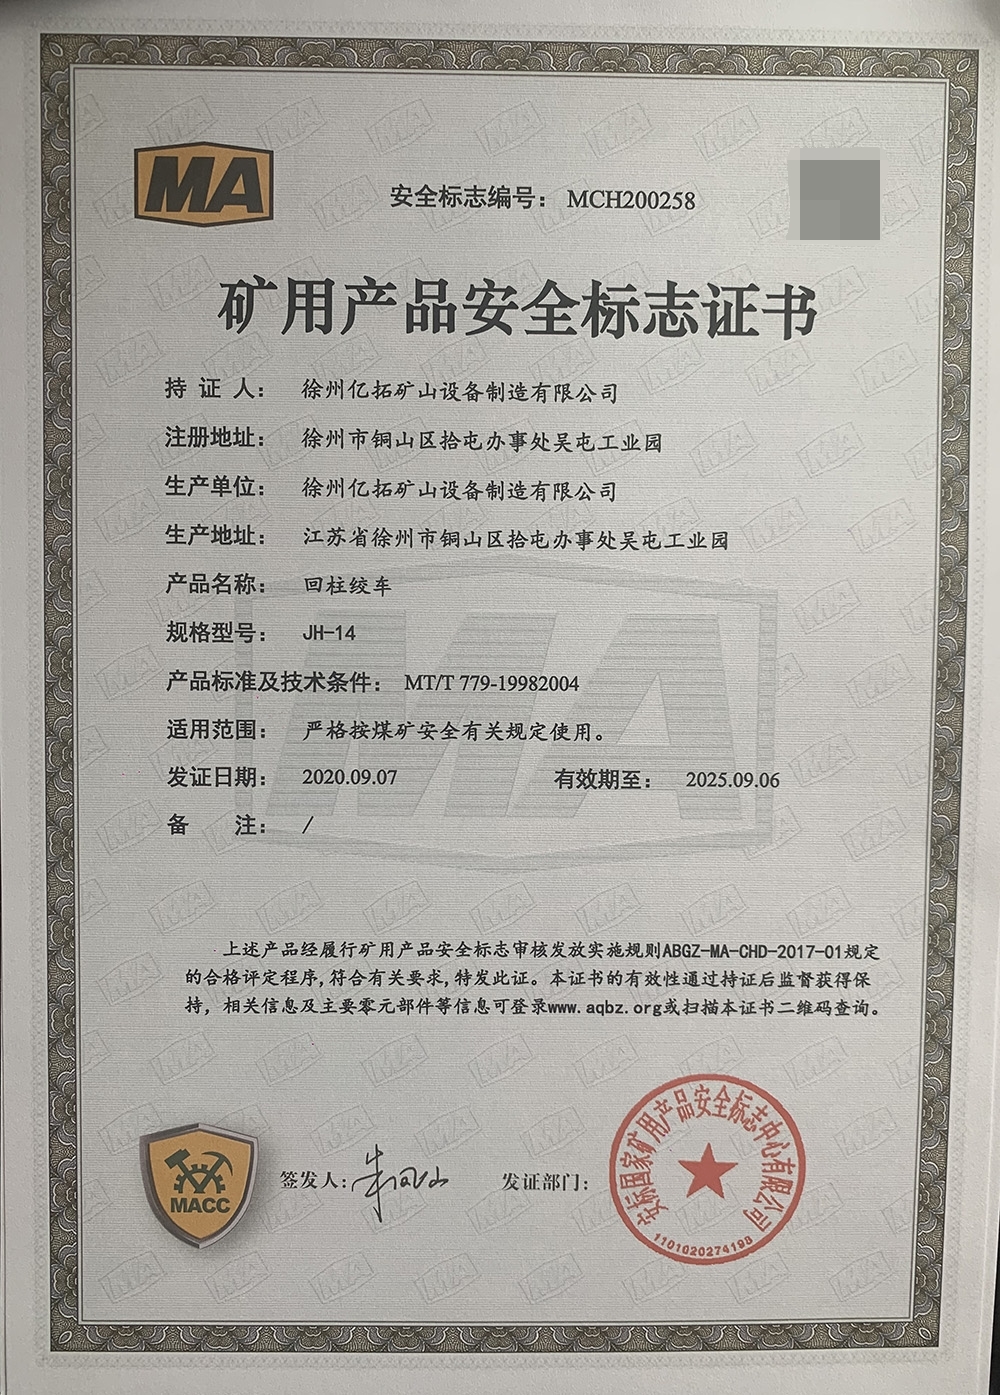 MA
安全标志编号： MCH200258
矿用产品安全标志证书
持 证 人： 徐州亿拓矿山设备制造有限公司
注册地址： 徐州市铜山区拾屯办事处吴屯工业园
生产单位： 徐州亿拓矿山设备制造有限公司
生产地址： 江苏省徐州市铜山区拾屯办事处吴屯工业园
产品名称： 回柱绞车
规格型号： JH-14
产品标准及技术条件： MT/T 779-19982004
适用范围： 严格按煤矿安全有关规定使用。
发证日期： 2020.09.07 有效期至： 2025.09.06
备 注： /
上述产品经履行矿用产品安全标志审核发放实施规则ABGZ-MA-CHD-2017-01规定
的合格评定程序,符合有关要求,特发此证。本证书的有效性通过持证后监督获得保
持，相关信息及主要零元部件等信息可登录www.aqbz.org或扫描本证书二维码查询。
MACC
签发人:
发证部门:
安标国家矿用产品安全标志中心有限公司
1101020274198